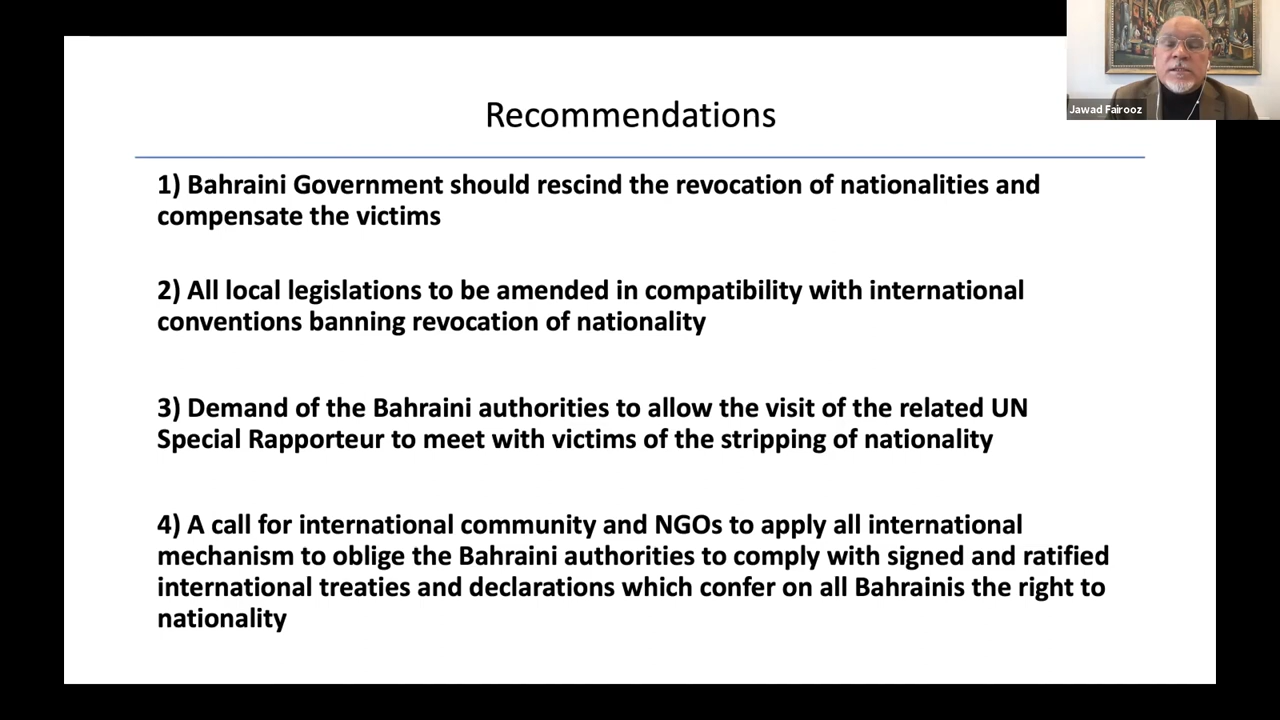 Jawad Fairooz
Recommendations
1) Bahraini Government should rescind the revocation of nationalities and
compensate the victims
2) All local legislations to be amended in compatibility with international
conventions banning revocation of nationality
3) Demand of the Bahraini authorities to allow the visit of the related UN
Special Rapporteur to meet with victims of the stripping of nationality
4) A call for international community and NGOs to apply all international
mechanism to oblige the Bahraini authorities to comply with signed and ratified
international treaties and declarations which confer on all Bahrainis the right to
nationality